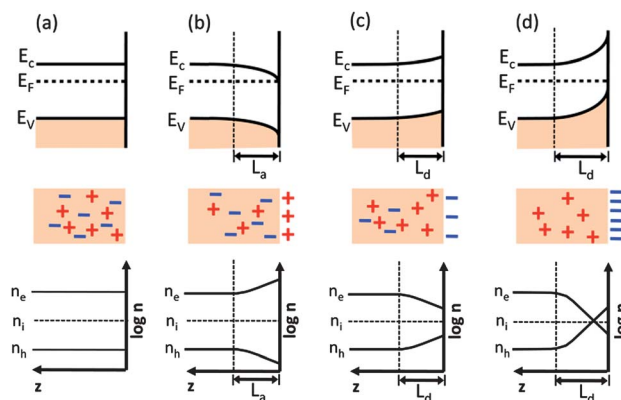 (a)
E_c
E_F
E_V
(b)
E_c
E_F
E_V
L_a
(c)
E_c
E_F
E_V
L_d
(d)
E_c
E_F
E_V
L_d
n_e
n_i
n_h
z
log n
n_e
n_i
n_h
z
L_a
log n
n_e
n_i
n_h
z
L_d
log n
n_e
n_i
n_h
z
L_d
log n